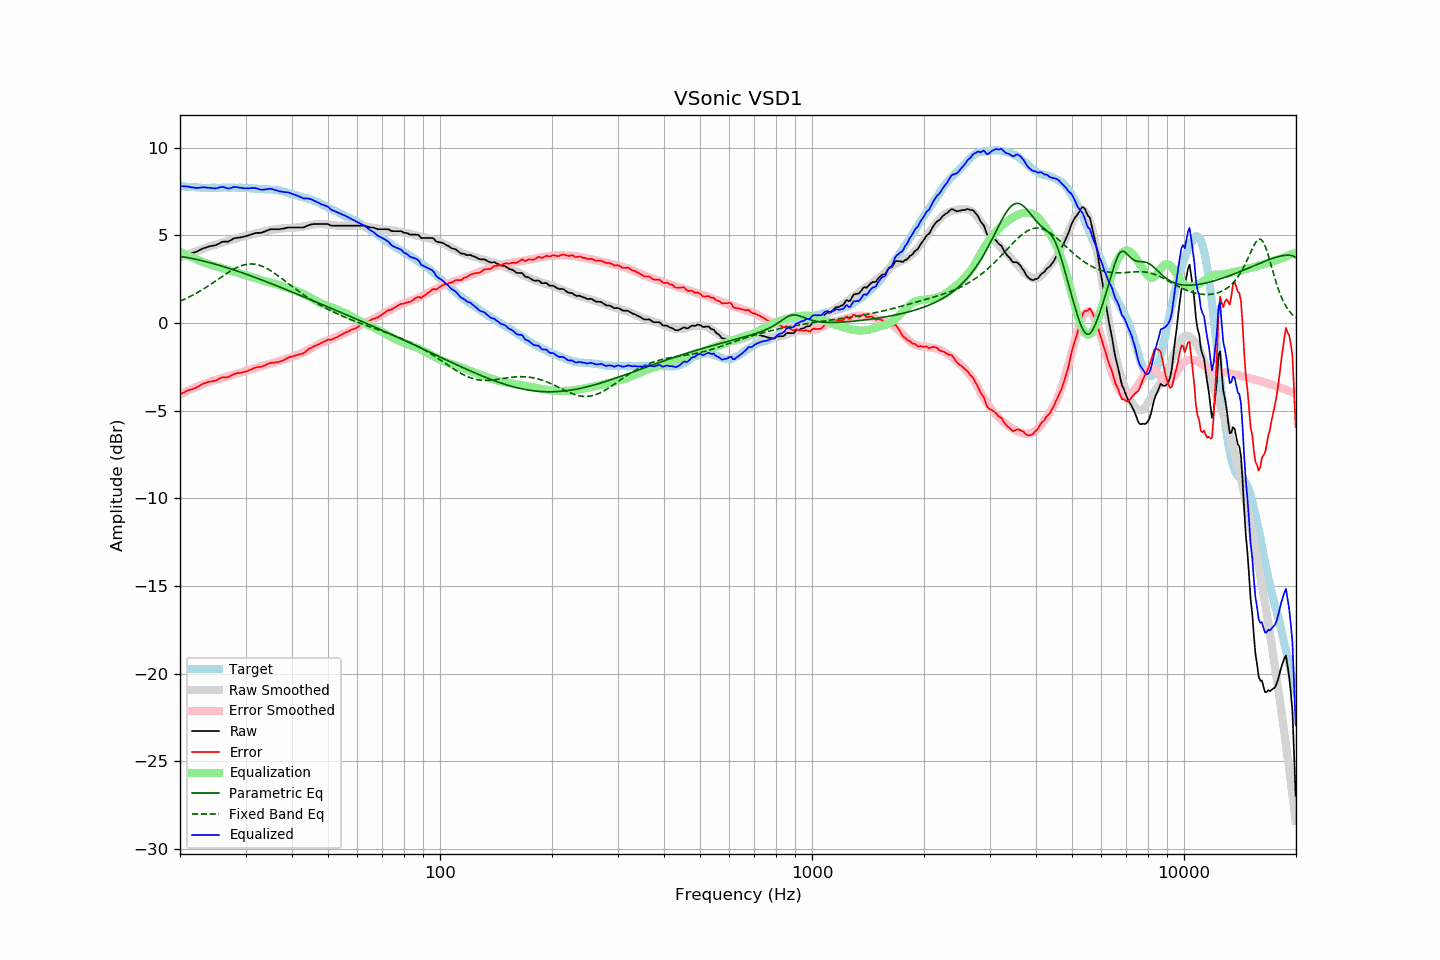 VSonic VSD1
10
5
0
−5
−10
−15
−20
−25
−30
Amplitude (dBr)
Target
Raw Smoothed
Error Smoothed
Raw
Error
Equalization
Parametric Eq
Fixed Band Eq
Equalized
100
1000
10000
Frequency (Hz)